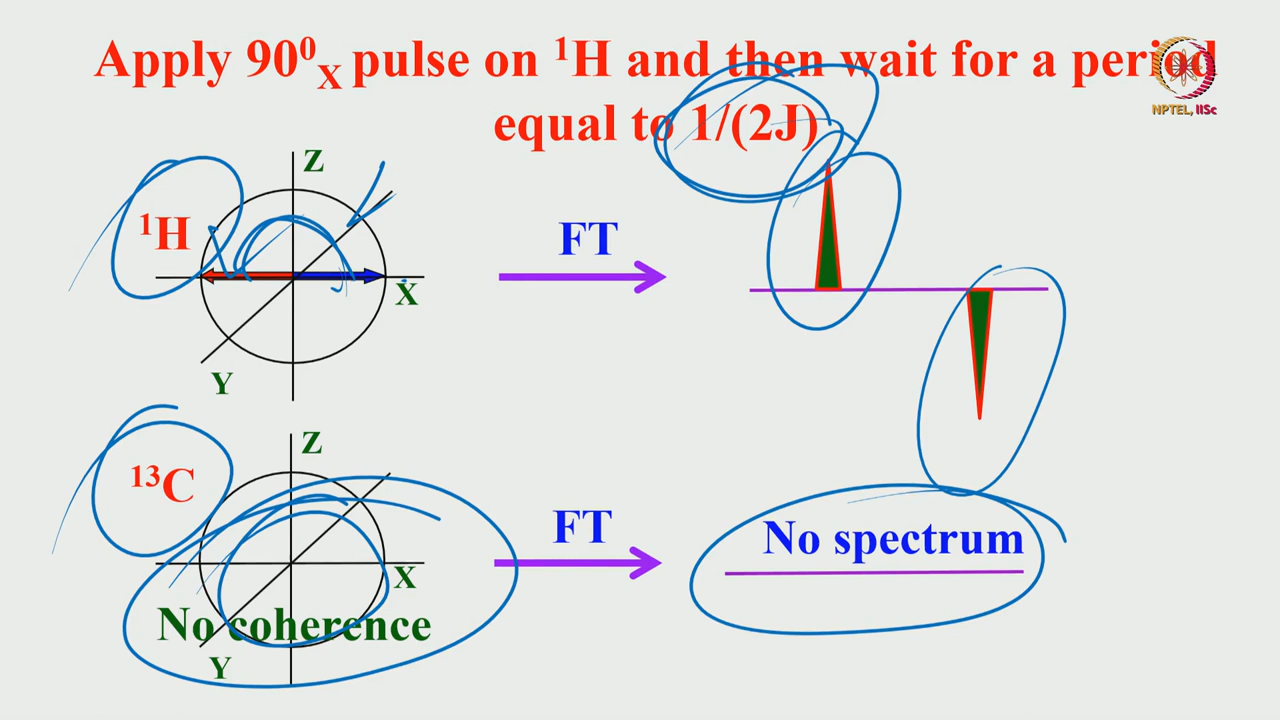 Apply 90⁰X pulse on ¹H and then wait for a period
equal to 1/(2J)
NPTEL, IISc
Z
¹H
FT
X
Y
Z
¹³C
FT
No spectrum
X
No coherence
Y